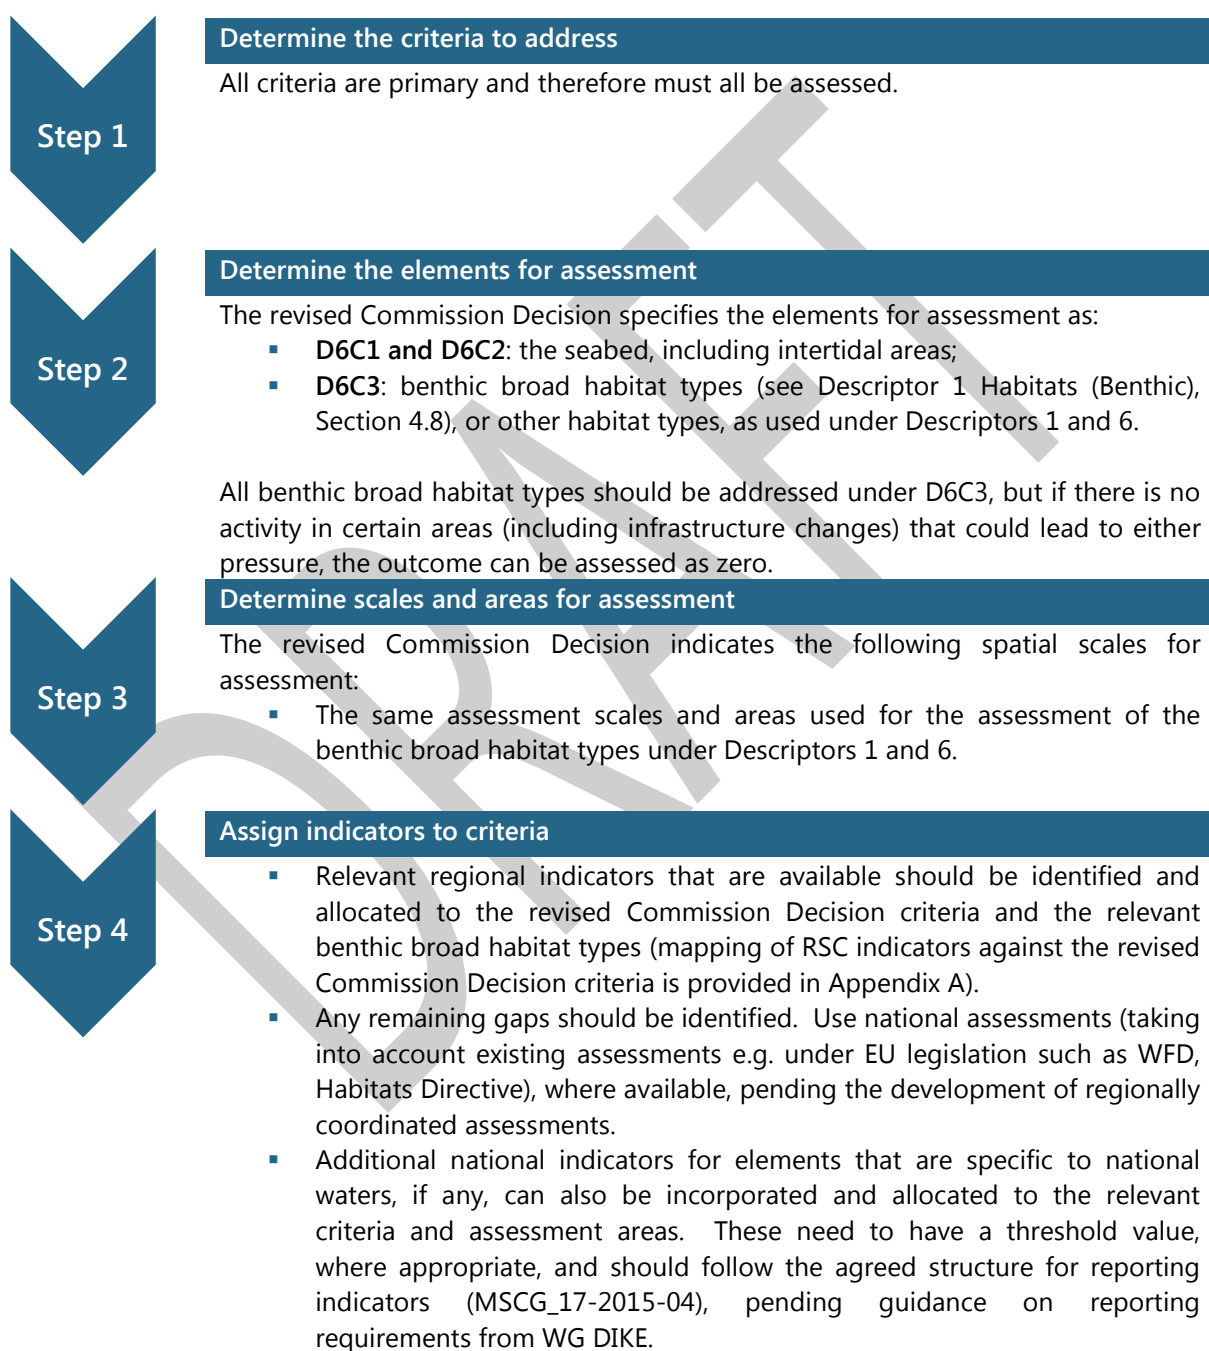 Determine the criteria to address
All criteria are primary and therefore must all be assessed.
Step 1
Determine the elements for assessment
The revised Commission Decision specifies the elements for assessment as:
▪ D6C1 and D6C2: the seabed, including intertidal areas;
▪ D6C3: benthic broad habitat types (see Descriptor 1 Habitats (Benthic),
Section 4.8), or other habitat types, as used under Descriptors 1 and 6.
Step 2
All benthic broad habitat types should be addressed under D6C3, but if there is no
activity in certain areas (including infrastructure changes) that could lead to either
pressure, the outcome can be assessed as zero.
Determine scales and areas for assessment
The revised Commission Decision indicates the following spatial scales for
assessment:
Step 3
▪ The same assessment scales and areas used for the assessment of the
benthic broad habitat types under Descriptors 1 and 6.
Assign indicators to criteria
▪ Relevant regional indicators that are available should be identified and
allocated to the revised Commission Decision criteria and the relevant
Step 4
benthic broad habitat types (mapping of RSC indicators against the revised
Commission Decision criteria is provided in Appendix A).
▪ Any remaining gaps should be identified. Use national assessments (taking
into account existing assessments e.g. under EU legislation such as WFD,
Habitats Directive), where available, pending the development of regionally
coordinated assessments.
▪ Additional national indicators for elements that are specific to national
waters, if any, can also be incorporated and allocated to the relevant
criteria and assessment areas. These need to have a threshold value,
where appropriate, and should follow the agreed structure for reporting
indicators (MSCG_17-2015-04), pending guidance on reporting
requirements from WG DIKE.
DRAFT